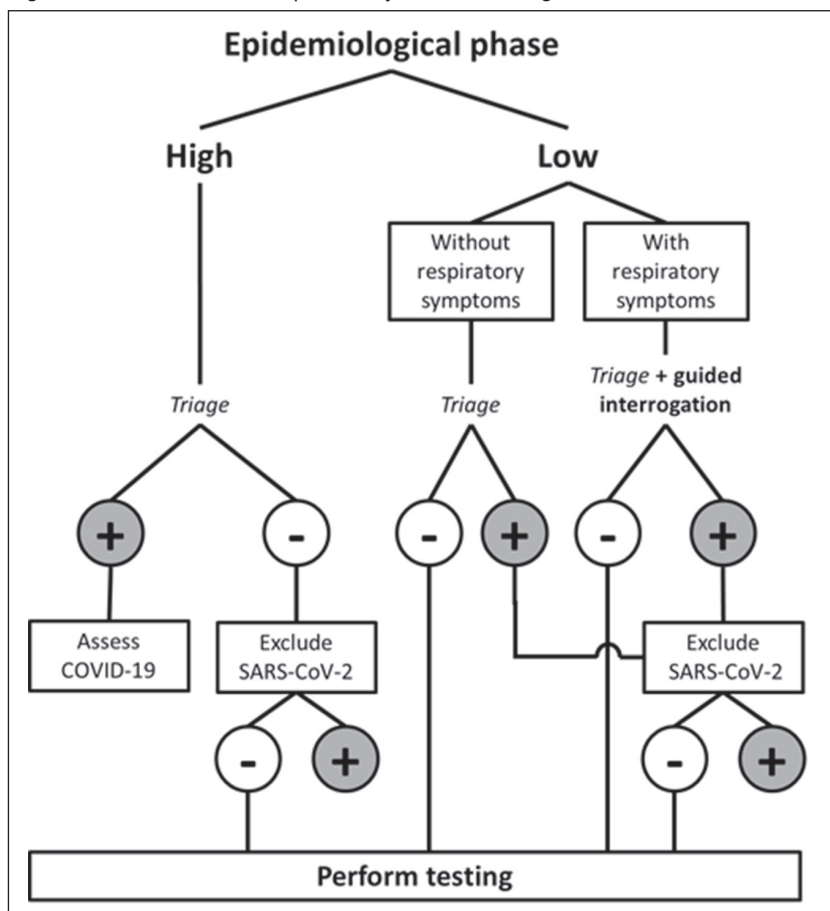 Epidemiological phase
High
Low
Without
respiratory
symptoms
With
respiratory
symptoms
Triage
Triage
Triage + guided
interrogation
+
-
-
+
-
+
Assess
COVID-19
Exclude
SARS-CoV-2
Exclude
SARS-CoV-2
-
+
-
+
Perform testing